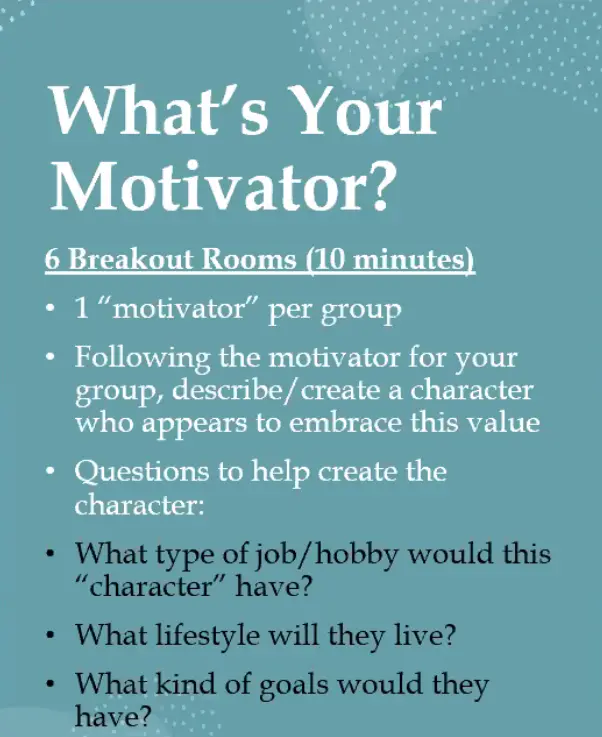 What’s Your
Motivator?
6 Breakout Rooms (10 minutes)
• 1 “motivator” per group
• Following the motivator for your
group, describe/create a character
who appears to embrace this value
• Questions to help create the
character:
• What type of job/hobby would this
“character” have?
• What lifestyle will they live?
• What kind of goals would they
have?